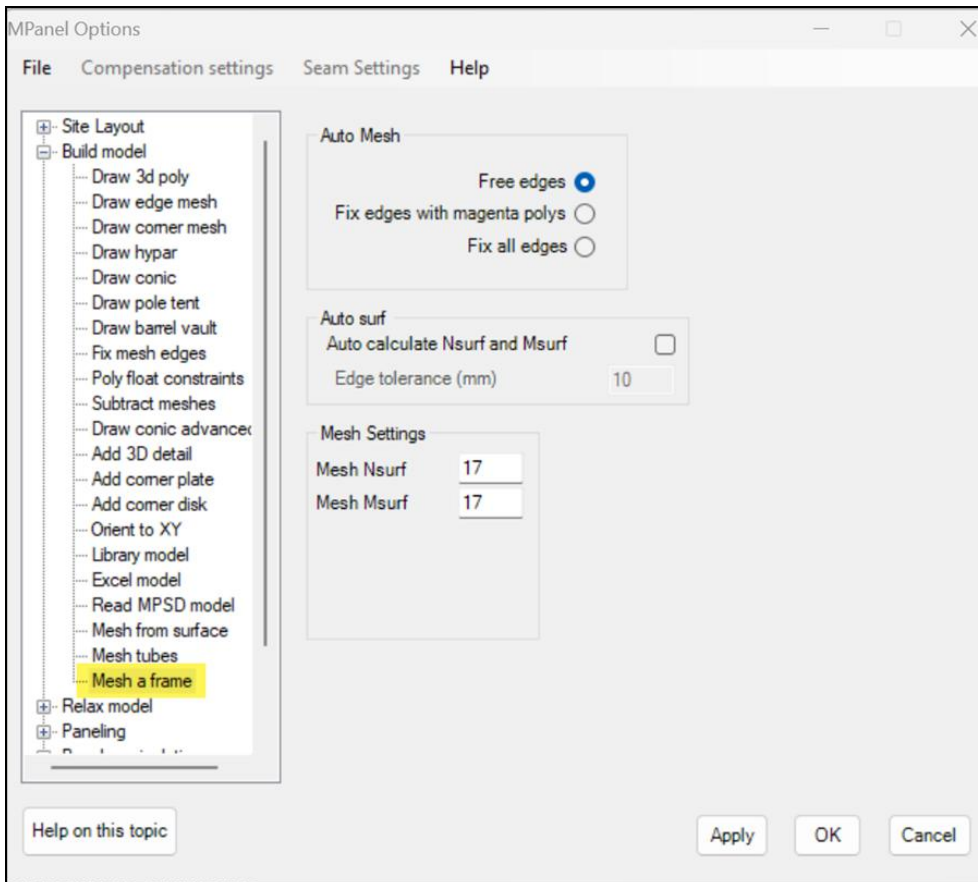 MPanel Options
File Compensation settings Seam Settings Help
Site Layout
Build model
Draw 3d poly
Draw edge mesh
Draw corner mesh
Draw hypar
Draw conic
Draw pole tent
Draw barrel vault
Fix mesh edges
Poly float constraints
Subtract meshes
Draw conic advanced
Add 3D detail
Add corner plate
Add corner disk
Orient to XY
Library model
Excel model
Read MPSD model
Mesh from surface
Mesh tubes
Mesh a frame
Relax model
Paneling
Auto Mesh
Free edges
Fix edges with magenta polys
Fix all edges
Auto surf
Auto calculate Nsurf and Msurf
Edge tolerance (mm) 10
Mesh Settings
Mesh Nsurf 17
Mesh Msurf 17
Help on this topic
Apply OK Cancel